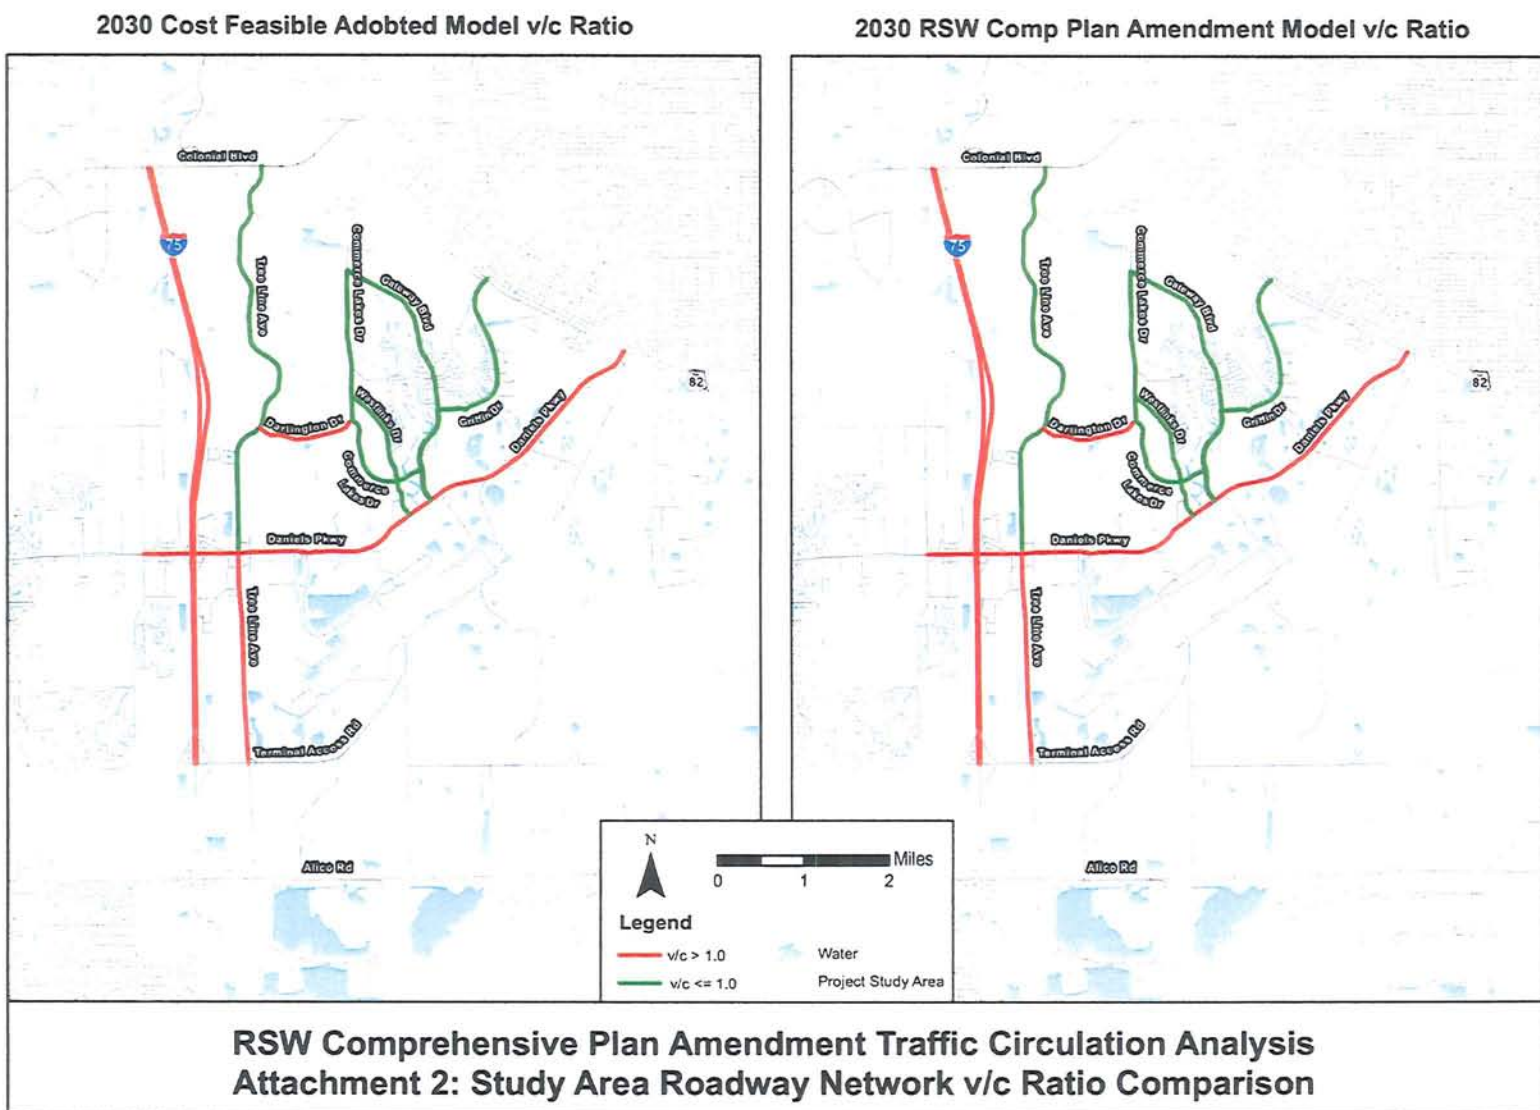 2030 Cost Feasible Adobted Model v/c Ratio
2030 RSW Comp Plan Amendment Model v/c Ratio
Colonial Blvd
75
Tree Line Ave
Commerce Lakes Dr
Gateway Blvd
82
Westlinks Dr
Darlington Dr
Griffin Dr
Daniels Pkwy
Commerce
Lakes Dr
Daniels Pkwy
Tree Line Ave
Terminal Access Rd
Alico Rd
Colonial Blvd
75
Tree Line Ave
Commerce Lakes Dr
Gateway Blvd
82
Westlinks Dr
Darlington Dr
Griffin Dr
Daniels Pkwy
Commerce
Lakes Dr
Daniels Pkwy
Tree Line Ave
Terminal Access Rd
Alico Rd
N
Miles
0 1 2
Legend
v/c > 1.0
Water
v/c <= 1.0
Project Study Area
RSW Comprehensive Plan Amendment Traffic Circulation Analysis
Attachment 2: Study Area Roadway Network v/c Ratio Comparison